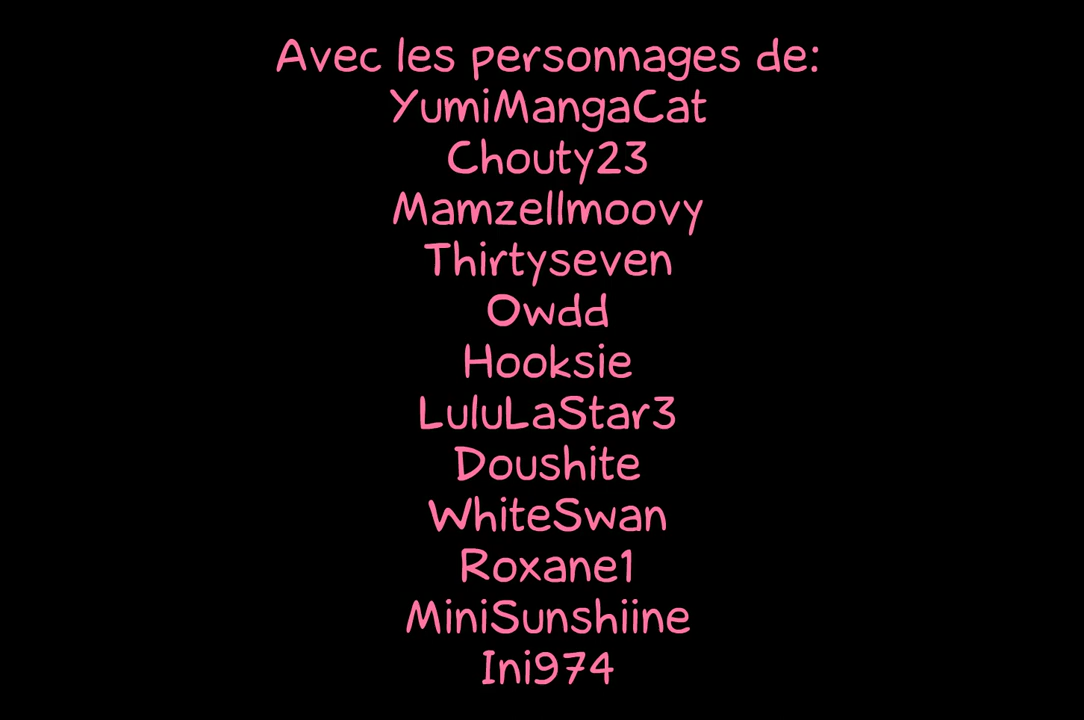 Avec les personnages de:
YumiMangaCat
Chouty23
Mamzellmoovy
Thirtyseven
Owdd
Hooksie
LuluLaStar3
Doushite
WhiteSwan
Roxane1
MiniSunshiine
Ini974